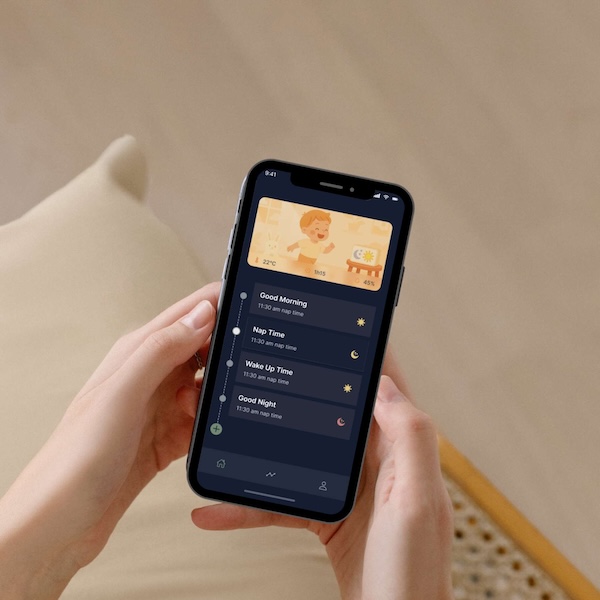 9:41
22°C
1h15
45%
Good Morning
11:30 am nap time
Nap Time
11:30 am nap time
Wake Up Time
11:30 am nap time
Good Night
11:30 am nap time